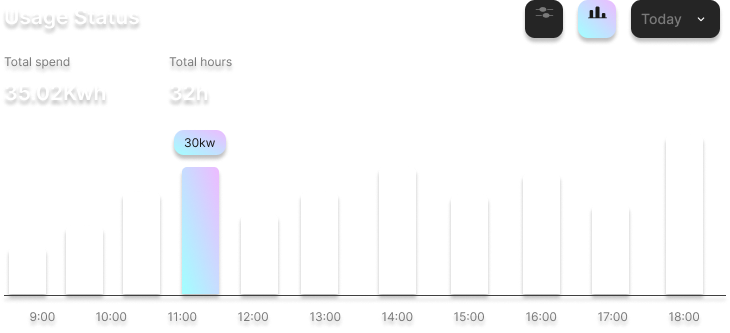 Usage Status
Today
Total spend
Total hours
35.02Kwh
32h
30kw
9:00
10:00
11:00
12:00
13:00
14:00
15:00
16:00
17:00
18:00